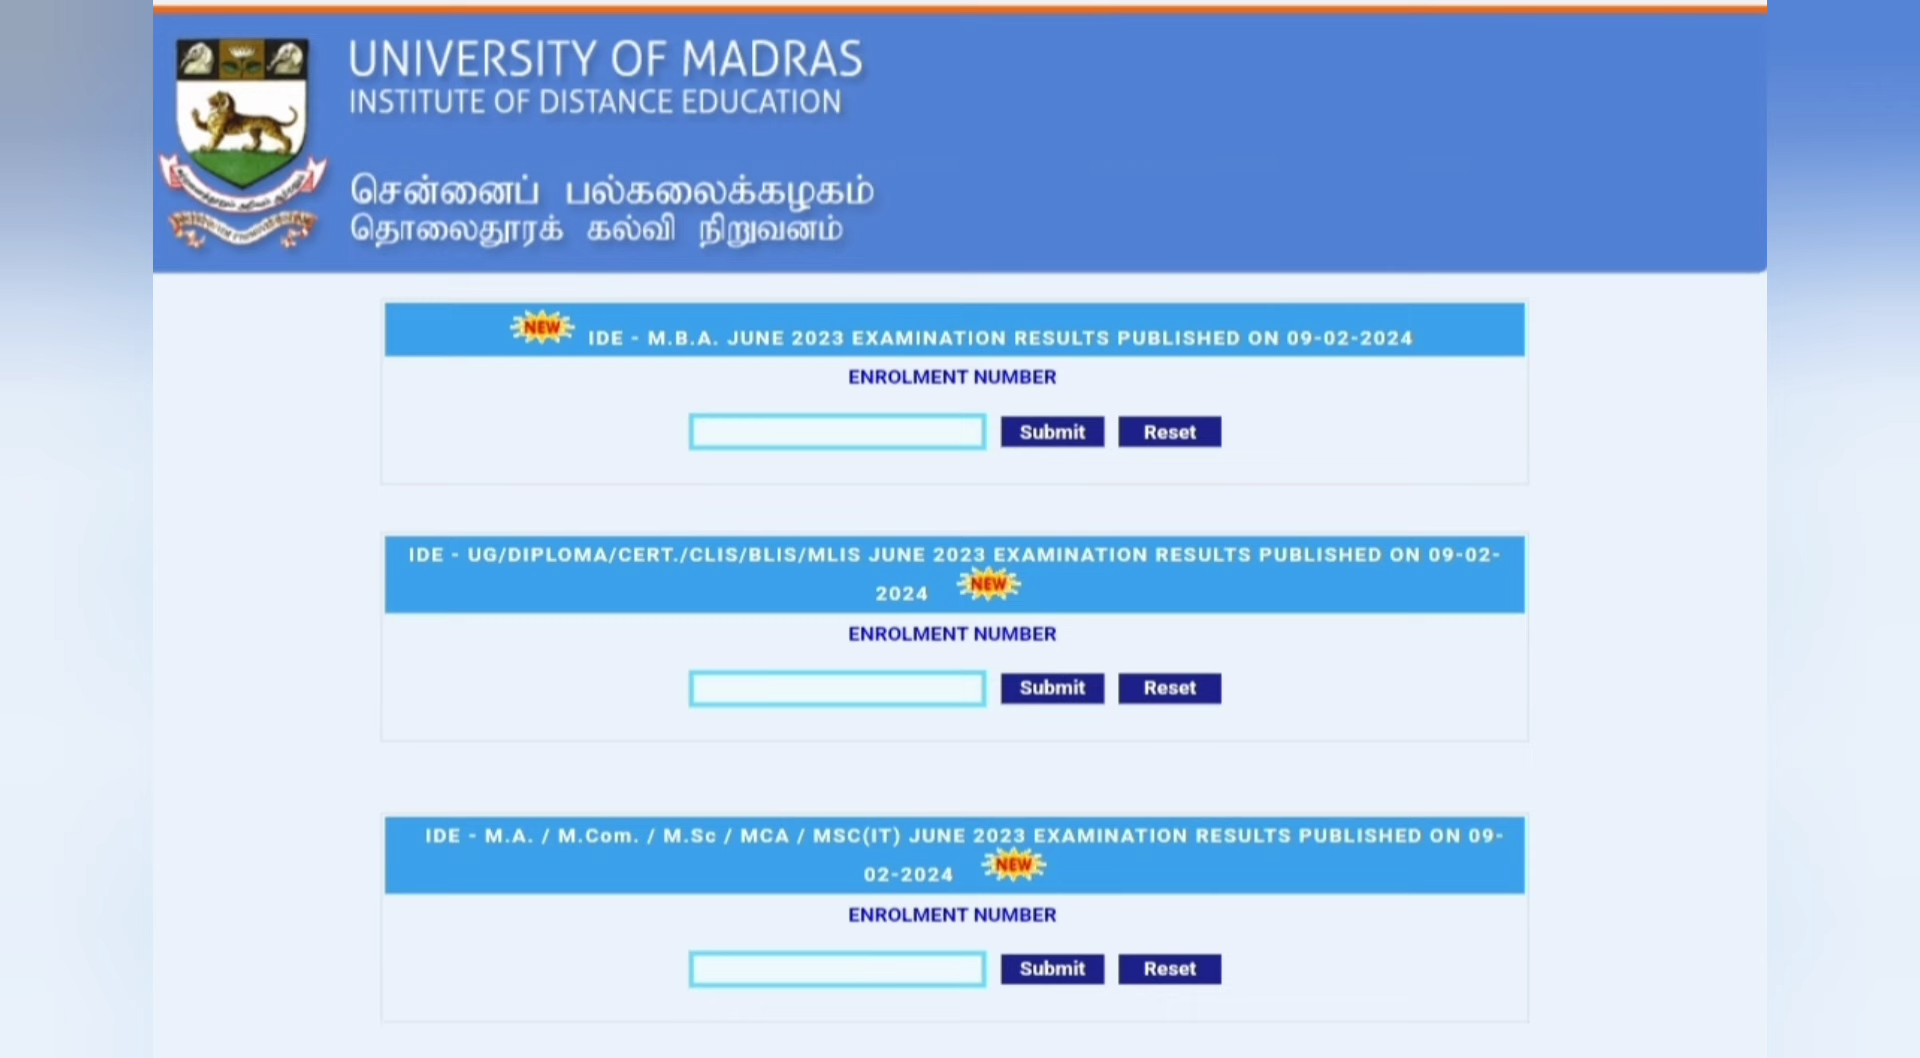 UNIVERSITY OF MADRAS
INSTITUTE OF DISTANCE EDUCATION
சென்னைப் பல்கலைக்கழகம்
தொலைதூரக் கல்வி நிறுவனம்
NEW IDE - M.B.A. JUNE 2023 EXAMINATION RESULTS PUBLISHED ON 09-02-2024
ENROLMENT NUMBER
Submit Reset
IDE - UG/DIPLOMA/CERT./CLIS/BLIS/MLIS JUNE 2023 EXAMINATION RESULTS PUBLISHED ON 09-02-
2024 NEW
ENROLMENT NUMBER
Submit Reset
IDE - M.A. / M.Com. / M.Sc / MCA / MSC(IT) JUNE 2023 EXAMINATION RESULTS PUBLISHED ON 09-
02-2024 NEW
ENROLMENT NUMBER
Submit Reset